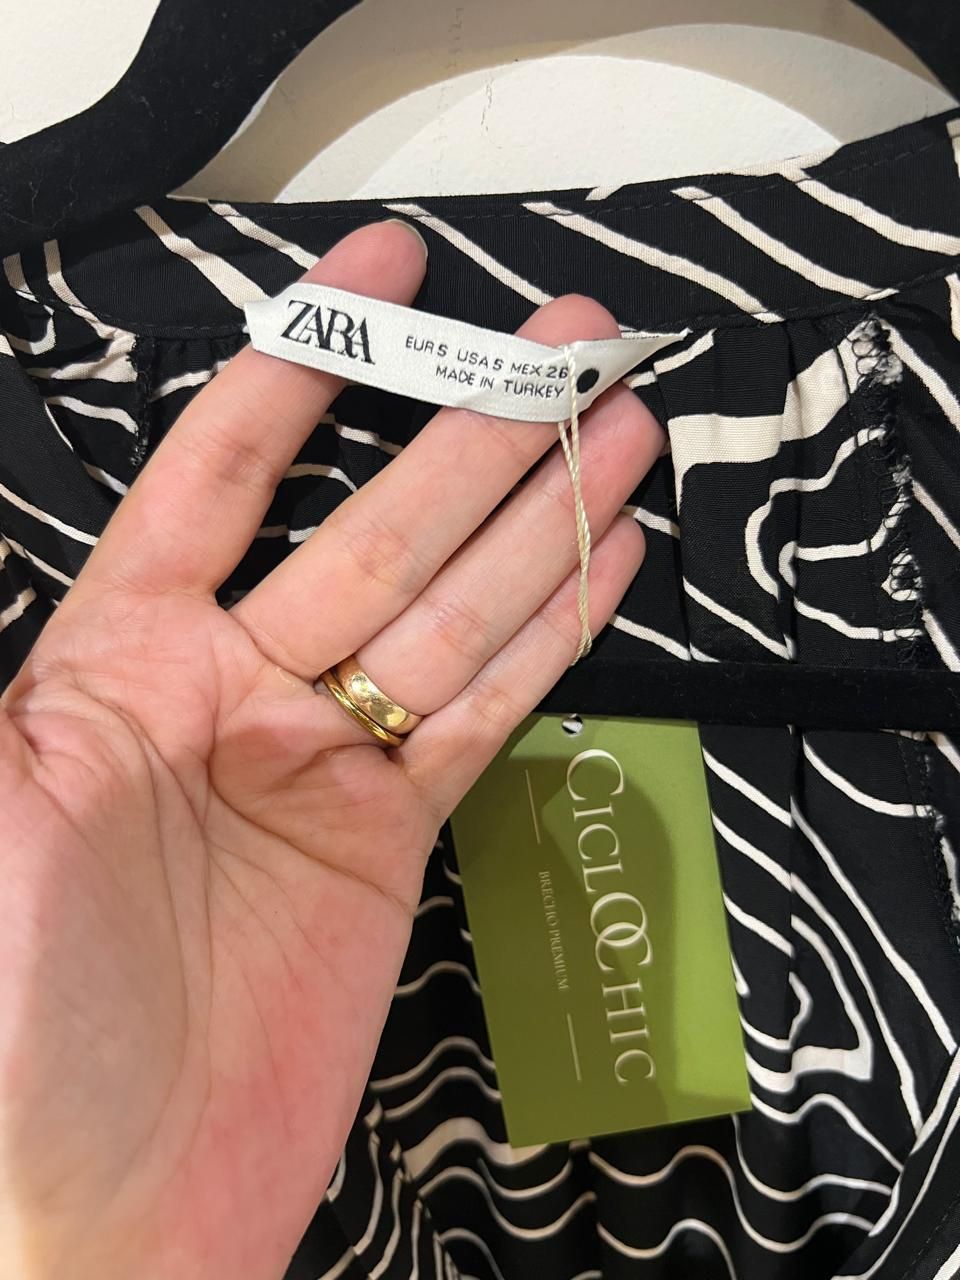 ZARA
EUR S USA S MEX 26
MADE IN TURKEY
CICLOCHIC
BRECHÓ PREMIUM